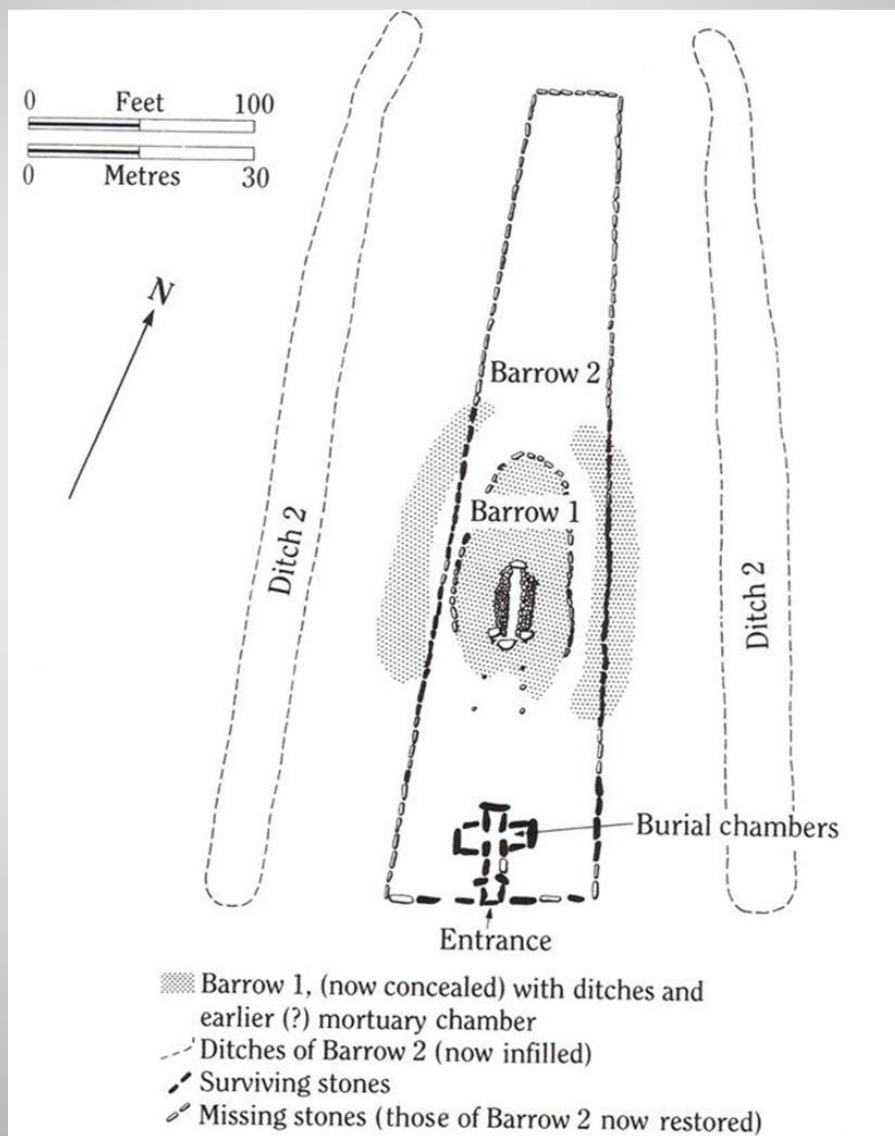 0 Feet 100
0 Metres 30
N
Barrow 2
Barrow 1
Ditch 2
Ditch 2
Burial chambers
Entrance
Barrow 1, (now concealed) with ditches and
earlier (?) mortuary chamber
Ditches of Barrow 2 (now infilled)
Surviving stones
Missing stones (those of Barrow 2 now restored)